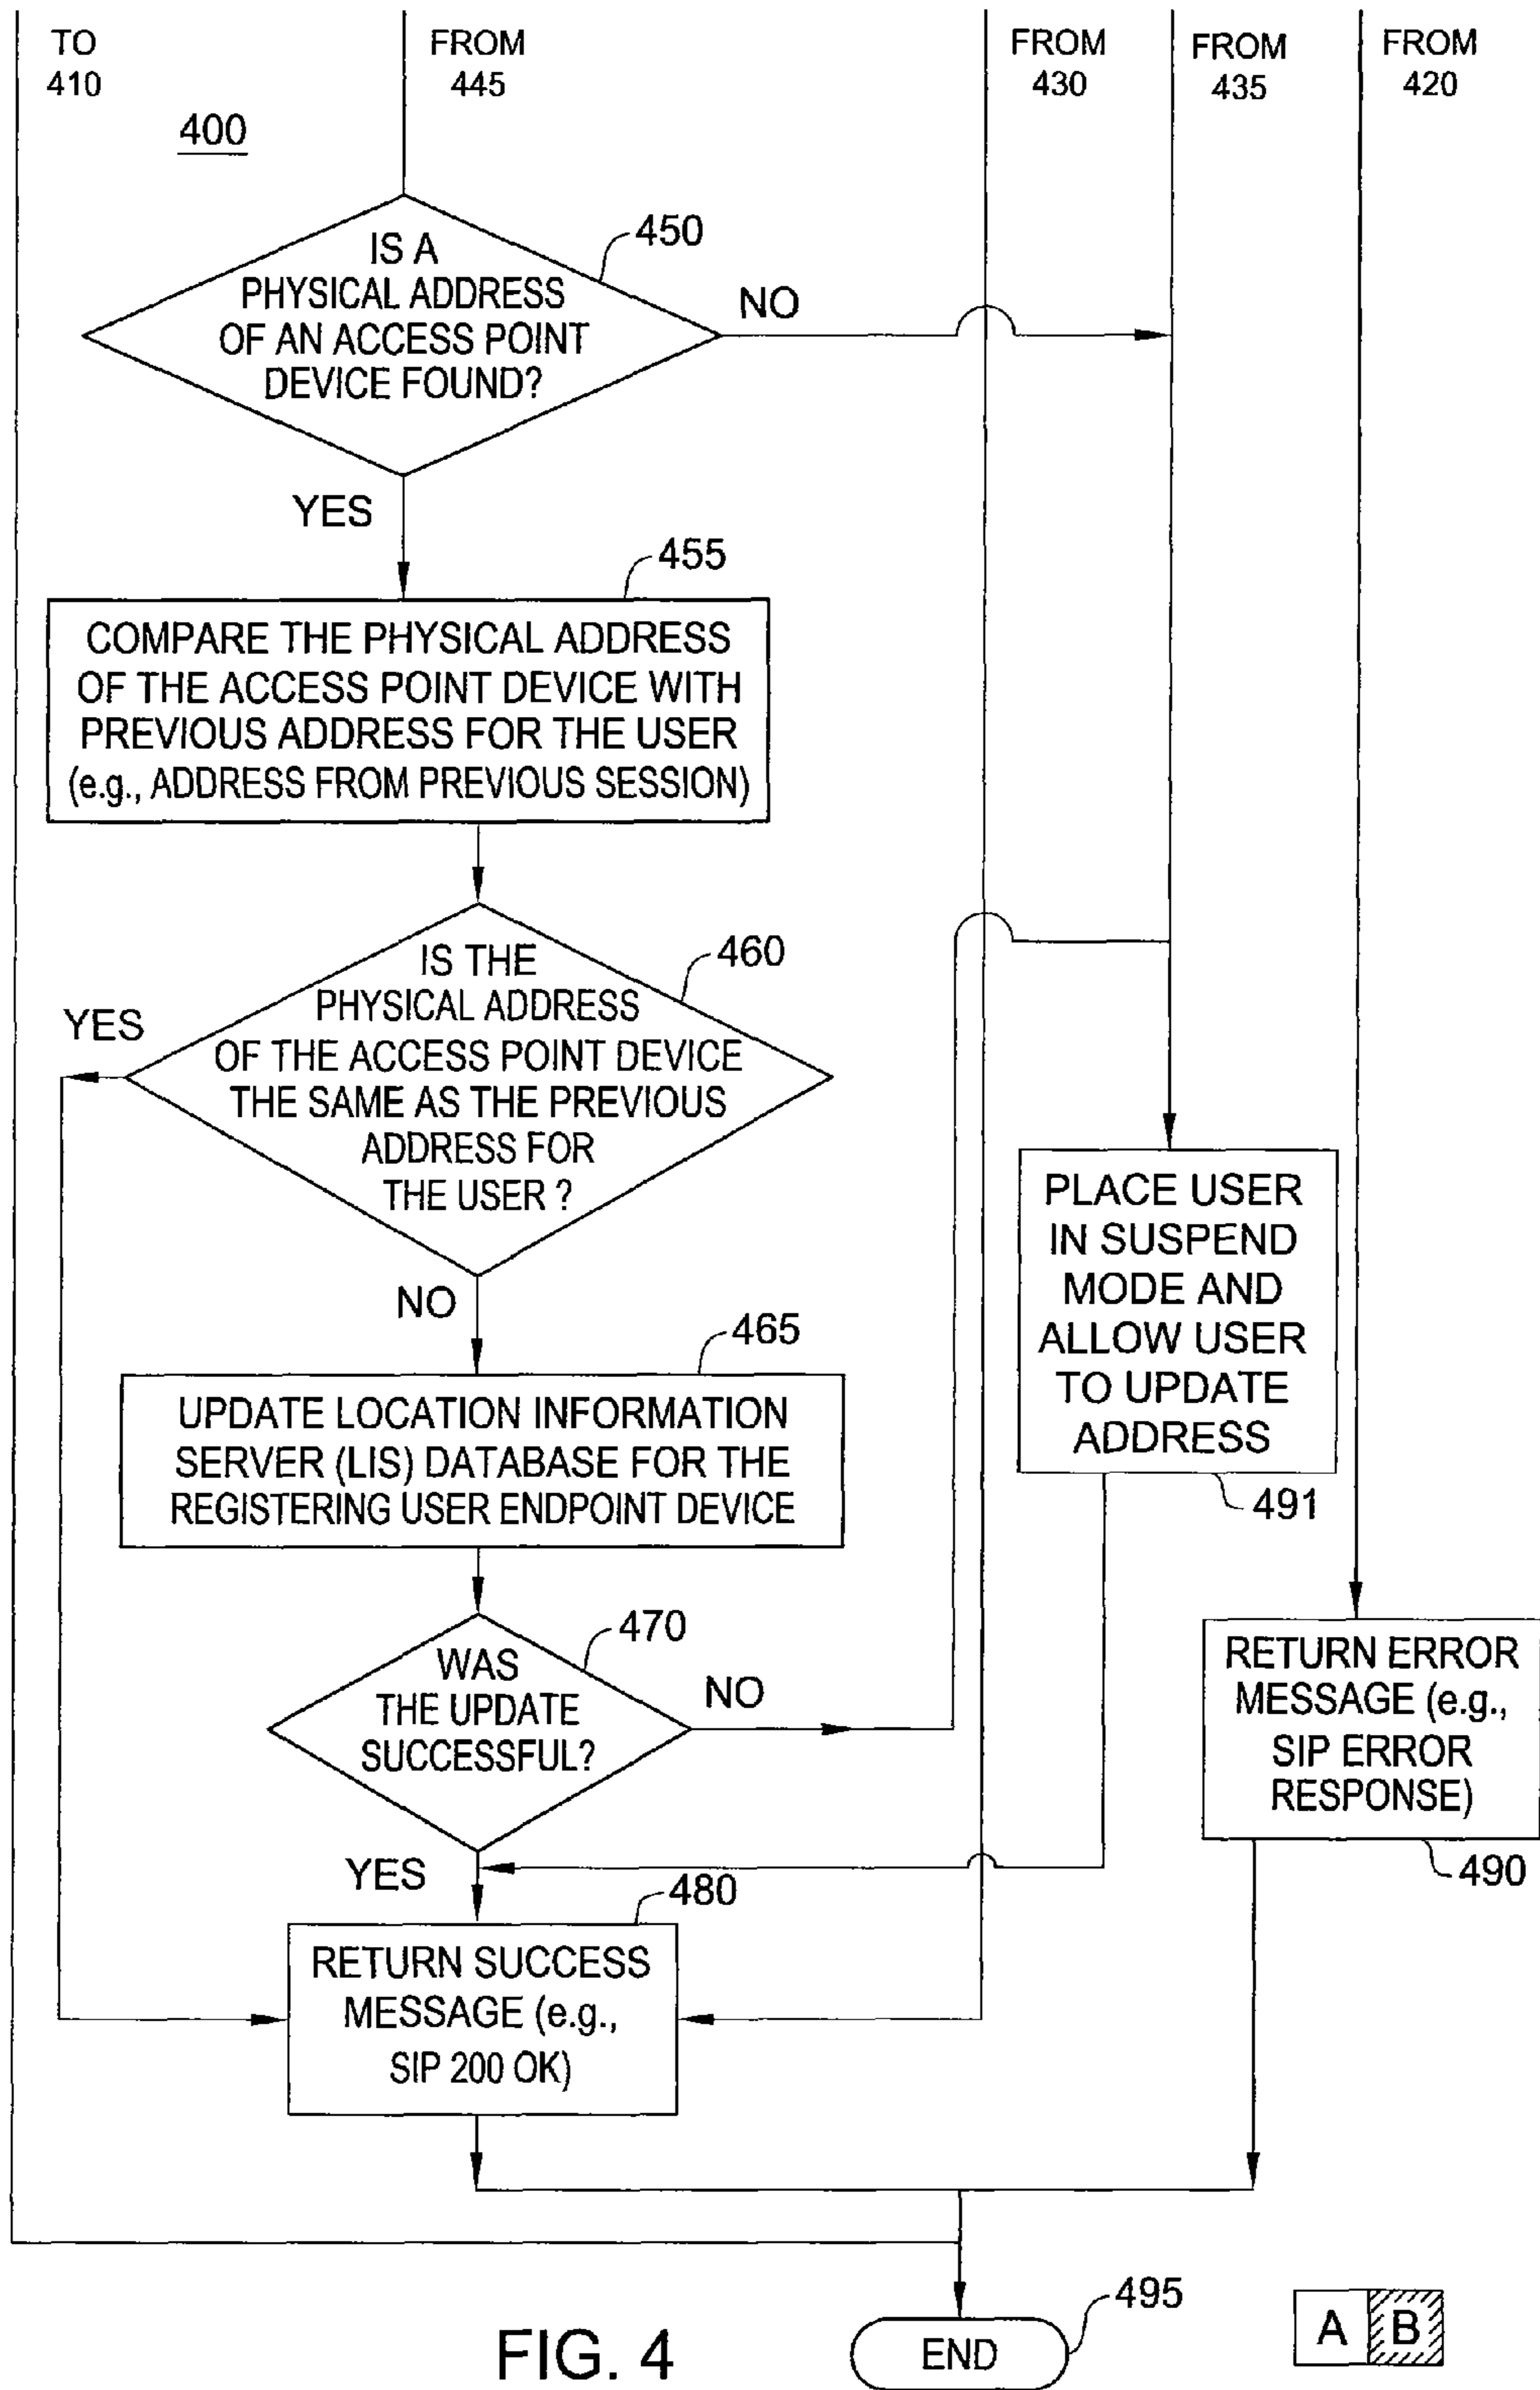 TO
410
FROM
445
FROM
430
FROM
435
FROM
420
400
450
IS A
PHYSICAL ADDRESS
OF AN ACCESS POINT
DEVICE FOUND?
NO
YES
455
COMPARE THE PHYSICAL ADDRESS
OF THE ACCESS POINT DEVICE WITH
PREVIOUS ADDRESS FOR THE USER
(e.g., ADDRESS FROM PREVIOUS SESSION)
460
IS THE
PHYSICAL ADDRESS
OF THE ACCESS POINT DEVICE
THE SAME AS THE PREVIOUS
ADDRESS FOR
THE USER ?
YES
NO
465
UPDATE LOCATION INFORMATION
SERVER (LIS) DATABASE FOR THE
REGISTERING USER ENDPOINT DEVICE
PLACE USER
IN SUSPEND
MODE AND
ALLOW USER
TO UPDATE
ADDRESS
491
470
WAS
THE UPDATE
SUCCESSFUL?
NO
YES
RETURN ERROR
MESSAGE (e.g.,
SIP ERROR
RESPONSE)
490
480
RETURN SUCCESS
MESSAGE (e.g.,
SIP 200 OK)
495
END
FIG. 4
A B